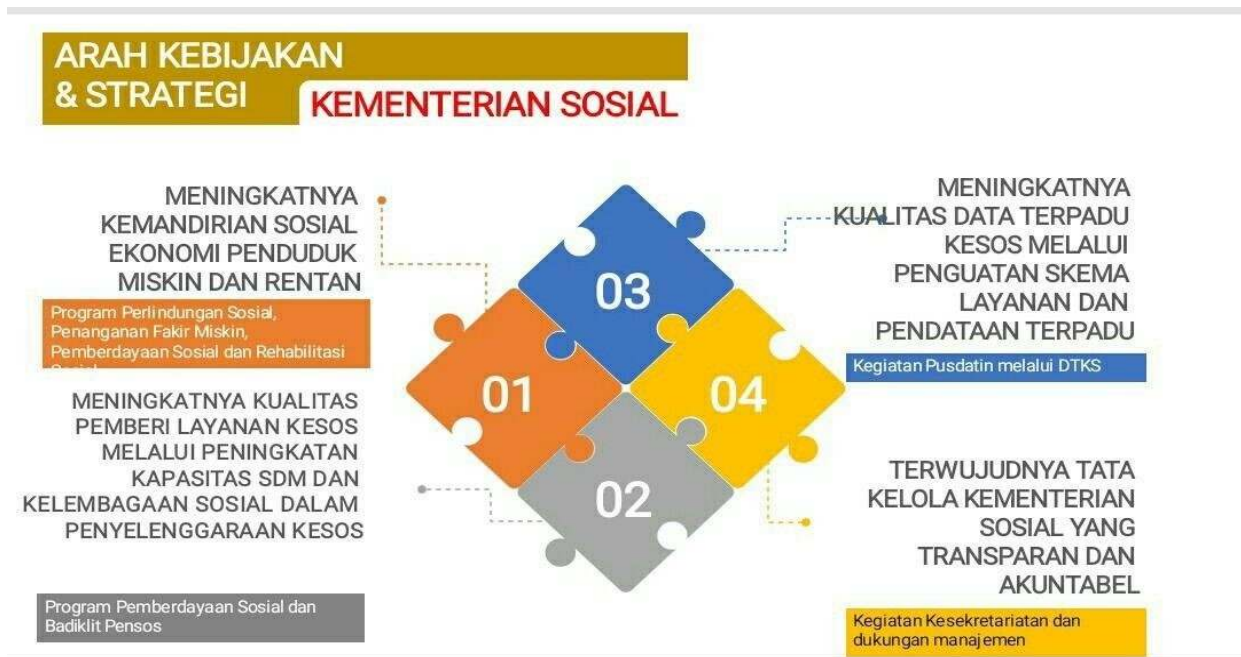 ARAH KEBIJAKAN
& STRATEGI
KEMENTERIAN SOSIAL
MENINGKATNYA
KEMANDIRIAN SOSIAL
EKONOMI PENDUDUK
MISKIN DAN RENTAN
Program Perlindungan Sosial,
Penanganan Fakir Miskin,
Pemberdayaan Sosial dan Rehabilitasi
MENINGKATNYA KUALITAS
PEMBERI LAYANAN KESOS
MELALUI PENINGKATAN
KAPASITAS SDM DAN
KELEMBAGAAN SOSIAL DALAM
PENYELENGGARAAN KESOS
Program Pemberdayaan Sosial dan
Badiklit Pensos
03
01
04
02
MENINGKATNYA
KUALITAS DATA TERPADU
KESOS MELALUI
PENGUATAN SKEMA
LAYANAN DAN
PENDATAAN TERPADU
Kegiatan Pusdatin melalui DTKS
TERWUJUDNYA TATA
KELOLA KEMENTERIAN
SOSIAL YANG
TRANSPARAN DAN
AKUNTABEL
Kegiatan Kesekretariatan dan
dukungan manajemen